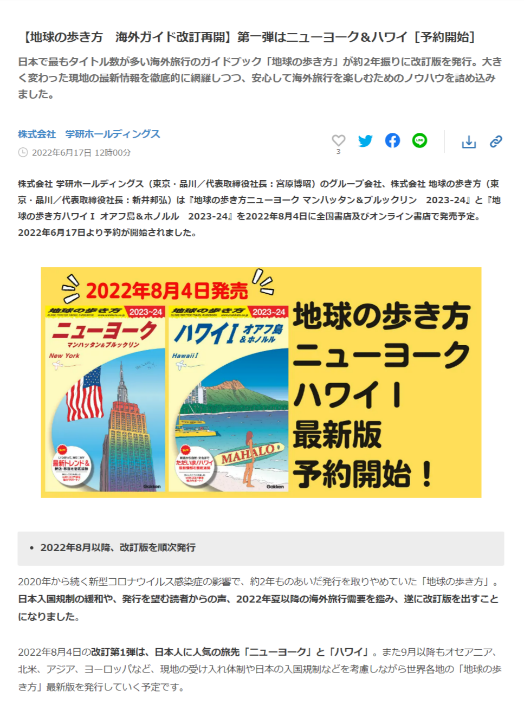 【地球の歩き方　海外ガイド改訂再開】第一弾はニューヨーク＆ハワイ［予約開始］
日本で最もタイトル数が多い海外旅行のガイドブック「地球の歩き方」が約2年振りに改訂版を発行。大き
く変わった現地の最新情報を徹底的に網羅しつつ、安心して海外旅行を楽しむためのノウハウを詰め込み
ました。
株式会社　学研ホールディングス
2022年6月17日 12時00分
3
株式会社 学研ホールディングス（東京・品川／代表取締役社長：宮原博昭）のグループ会社、株式会社 地球の歩き方（東
京・品川／代表取締役社長：新井邦弘）は『地球の歩き方ニューヨーク マンハッタン＆ブルックリン　2023-24』と『地
球の歩き方ハワイⅠ オアフ島＆ホノルル　2023-24』を2022年8月4日に全国書店及びオンライン書店で発売予定。
2022年6月17日より予約が開始されました。
2022年8月4日発売
地球の歩き方 2023~24
ニューヨーク
マンハッタン&ブルックリン
New York
最新トレンド&
Gakken
地球の歩き方 2023~24
ハワイⅠ オアフ島
&ホノルル
Hawaii I
ただいま!ハワイ
MAHALO
Gakken
地球の歩き方
ニューヨーク
ハワイⅠ
最新版
予約開始！
2022年8月以降、改訂版を順次発行
2020年から続く新型コロナウイルス感染症の影響で、約2年ものあいだ発行を取りやめていた「地球の歩き方」。
日本入国規制の緩和や、発行を望む読者からの声、2022年夏以降の海外旅行需要を鑑み、遂に改訂版を出すこと
になりました。
2022年8月4日の改訂第1弾は、日本人に人気の旅先「ニューヨーク」と「ハワイ」。また9月以降もオセアニア、
北米、アジア、ヨーロッパなど、現地の受け入れ体制や日本の入国規制などを考慮しながら世界各地の「地球の歩
き方」最新版を発行していく予定です。